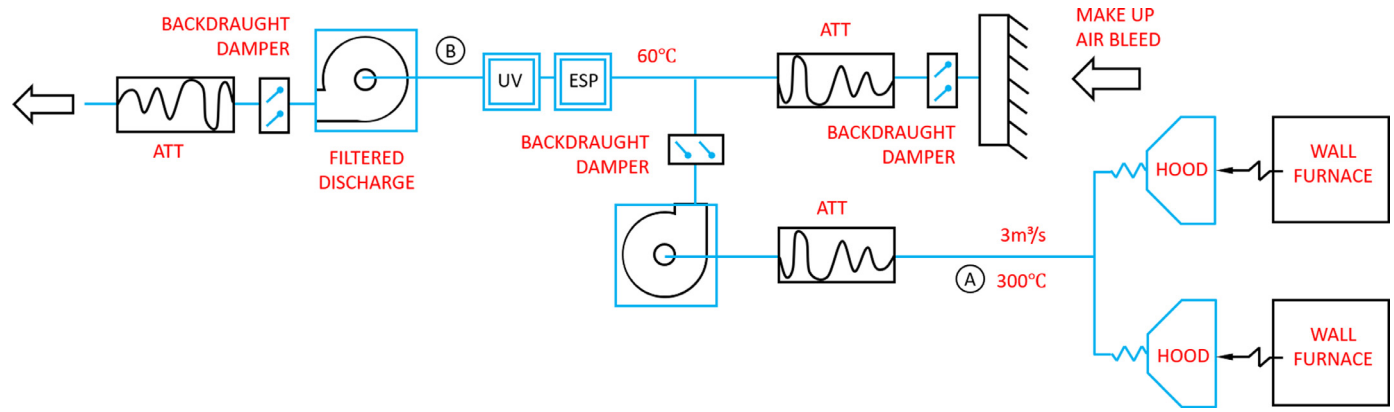 BACKDRAUGHT
DAMPER
ATT
FILTERED
DISCHARGE
B
UV
ESP
60℃
BACKDRAUGHT
DAMPER
ATT
BACKDRAUGHT
DAMPER
MAKE UP
AIR BLEED
ATT
3m³/s
A
300℃
HOOD
WALL
FURNACE
HOOD
WALL
FURNACE